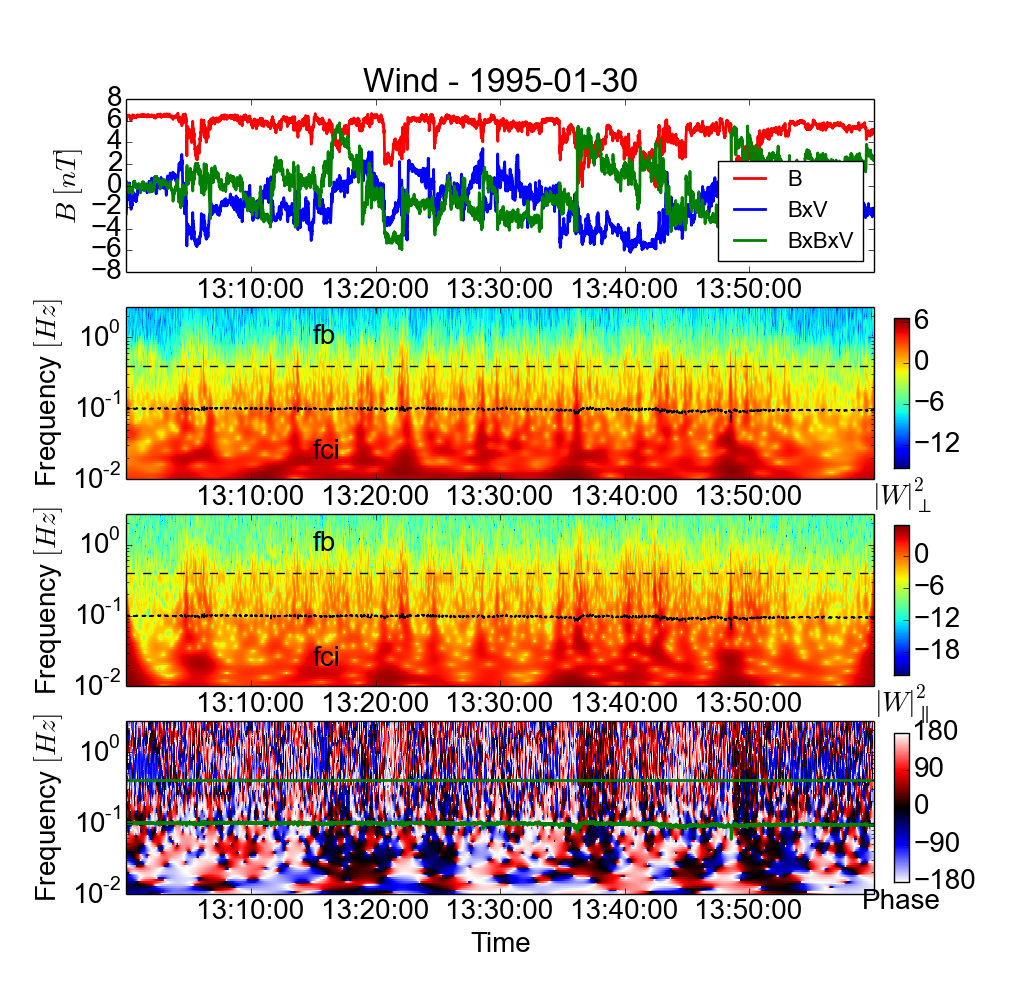 Wind - 1995-01-30
B [nT]
8
6
4
2
0
−2
−4
−6
−8
B
BxV
BxBxV
13:10:00 13:20:00 13:30:00 13:40:00 13:50:00
Frequency [Hz]
10^0
10^-1
10^-2
fb
fci
6
0
−6
−12
|W|^2_⊥
13:10:00 13:20:00 13:30:00 13:40:00 13:50:00
Frequency [Hz]
10^0
10^-1
10^-2
fb
fci
0
−6
−12
−18
|W|^2_∥
13:10:00 13:20:00 13:30:00 13:40:00 13:50:00
Frequency [Hz]
10^0
10^-1
10^-2
180
90
0
−90
−180
Phase
13:10:00 13:20:00 13:30:00 13:40:00 13:50:00
Time